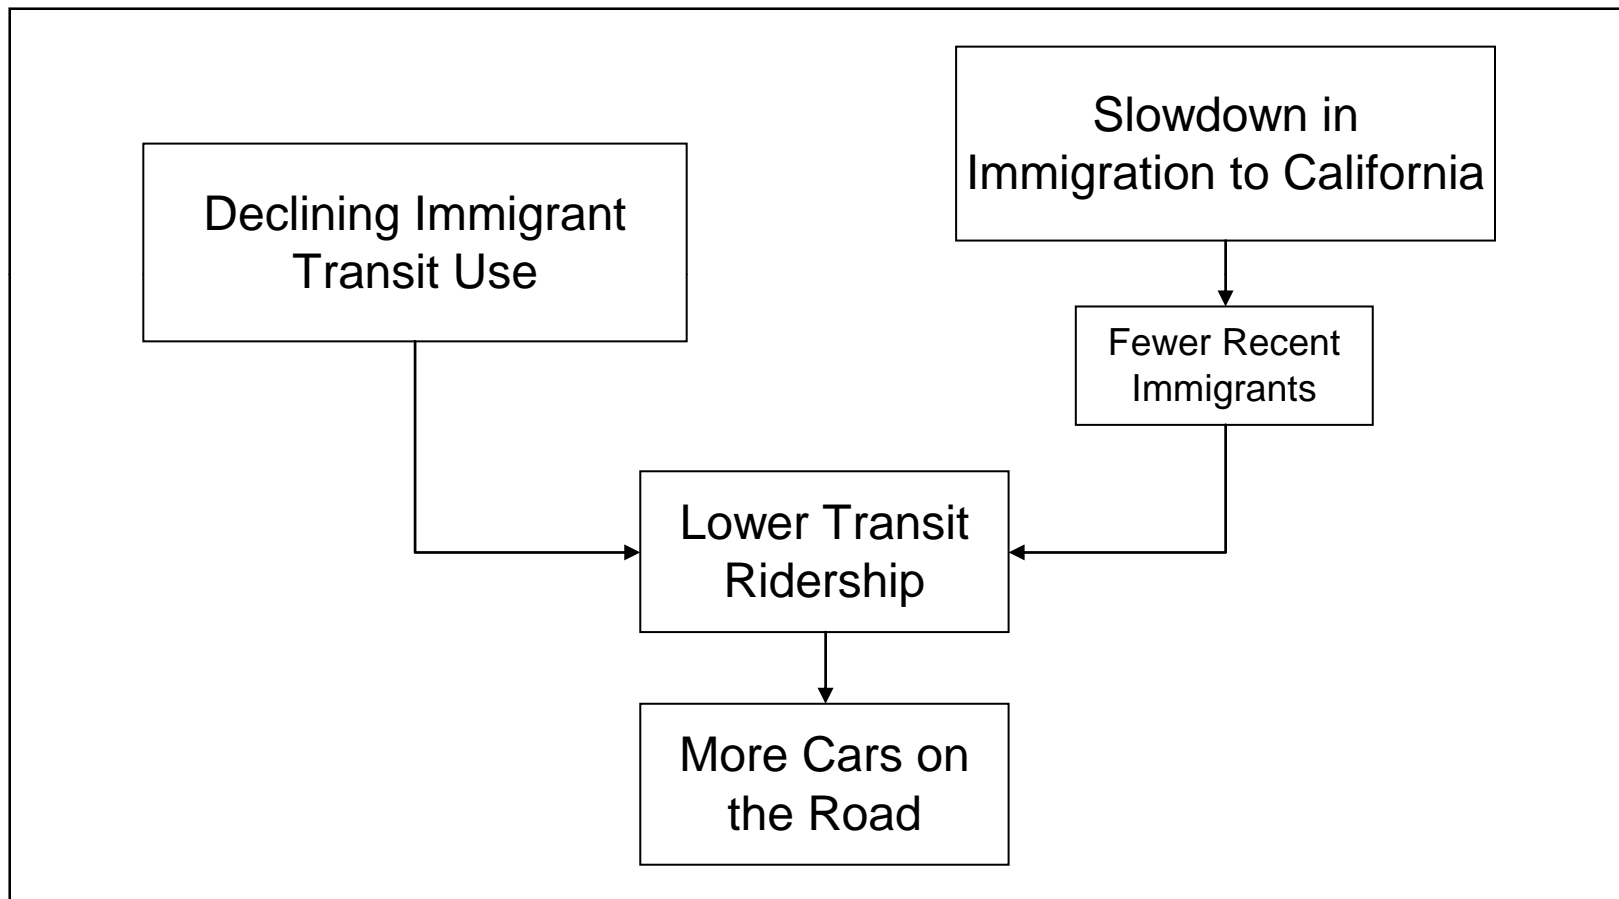 Slowdown in
Immigration to California
Declining Immigrant
Transit Use
Fewer Recent
Immigrants
Lower Transit
Ridership
More Cars on
the Road